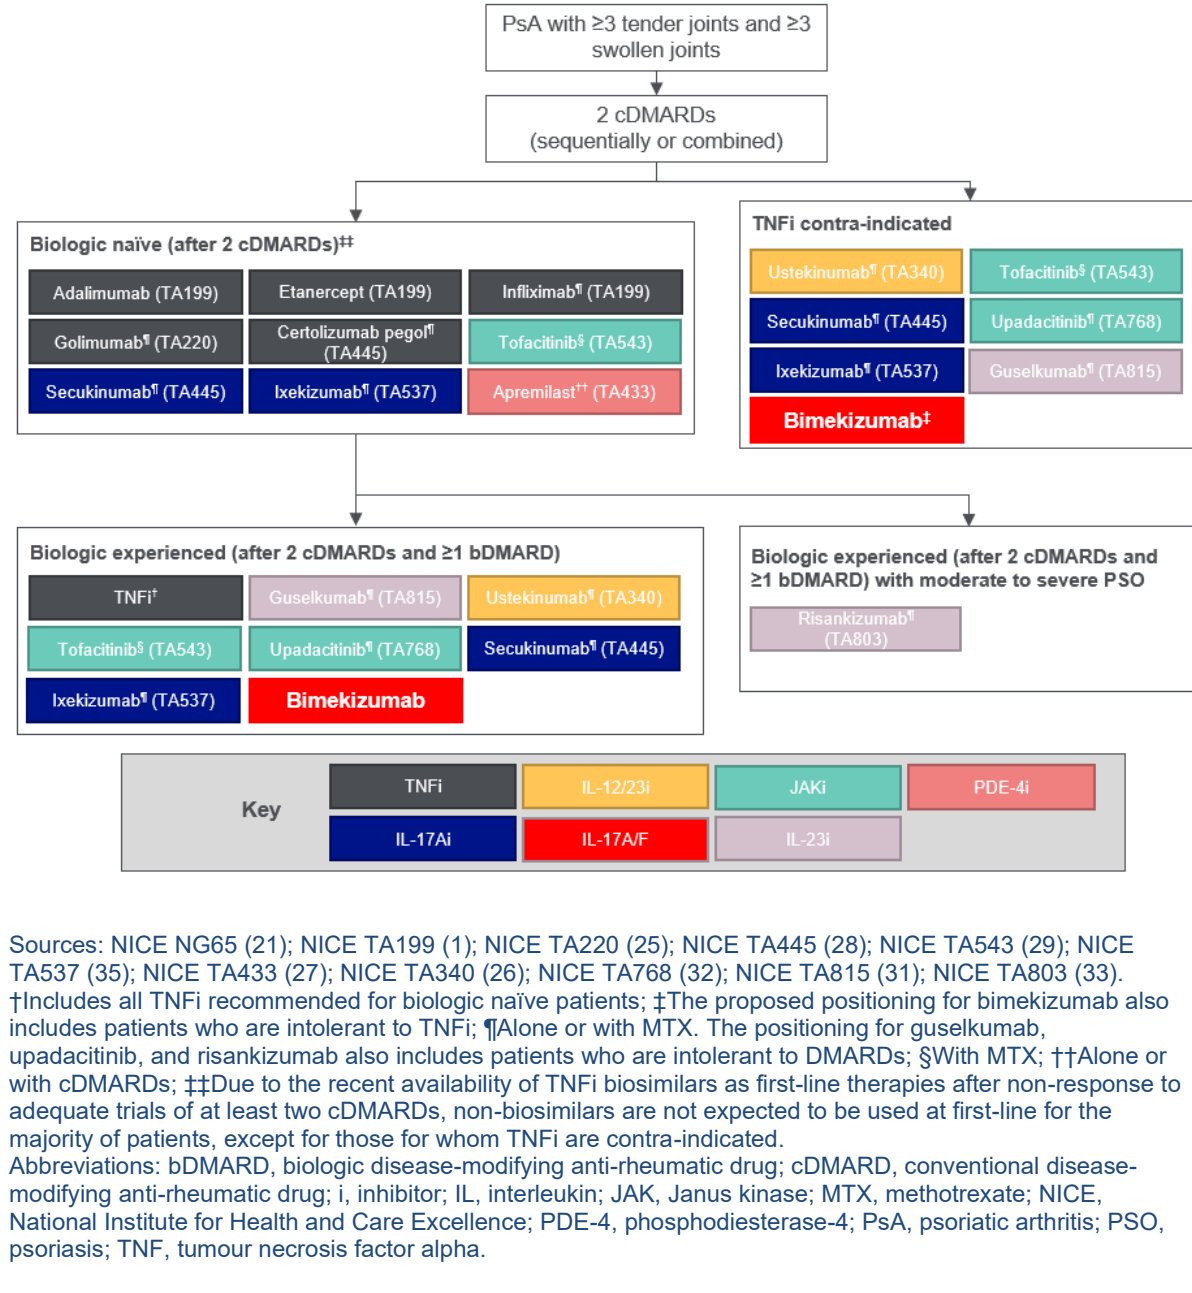 PsA with ≥3 tender joints and ≥3
swollen joints
2 cDMARDs
(sequentially or combined)
Biologic naïve (after 2 cDMARDs)‡‡
Adalimumab (TA199)
Etanercept (TA199)
Infliximab¶ (TA199)
Golimumab¶ (TA220)
Certolizumab pegol¶
(TA445)
Tofacitinib§ (TA543)
Secukinumab¶ (TA445)
Ixekizumab¶ (TA537)
Apremilast†† (TA433)
TNFi contra-indicated
Ustekinumab¶ (TA340)
Tofacitinib§ (TA543)
Secukinumab¶ (TA445)
Upadacitinib¶ (TA768)
Ixekizumab¶ (TA537)
Guselkumab¶ (TA815)
Bimekizumab‡
Biologic experienced (after 2 cDMARDs and ≥1 bDMARD)
TNFi†
Guselkumab¶ (TA815)
Ustekinumab¶ (TA340)
Tofacitinib§ (TA543)
Upadacitinib¶ (TA768)
Secukinumab¶ (TA445)
Ixekizumab¶ (TA537)
Bimekizumab
Biologic experienced (after 2 cDMARDs and
≥1 bDMARD) with moderate to severe PSO
Risankizumab¶
(TA803)
Key
TNFi
IL-12/23i
JAKi
PDE-4i
IL-17Ai
IL-17A/F
IL-23i
Sources: NICE NG65 (21); NICE TA199 (1); NICE TA220 (25); NICE TA445 (28); NICE TA543 (29); NICE
TA537 (35); NICE TA433 (27); NICE TA340 (26); NICE TA768 (32); NICE TA815 (31); NICE TA803 (33).
†Includes all TNFi recommended for biologic naïve patients; ‡The proposed positioning for bimekizumab also
includes patients who are intolerant to TNFi; ¶Alone or with MTX. The positioning for guselkumab,
upadacitinib, and risankizumab also includes patients who are intolerant to DMARDs; §With MTX; ††Alone or
with cDMARDs; ‡‡Due to the recent availability of TNFi biosimilars as first-line therapies after non-response to
adequate trials of at least two cDMARDs, non-biosimilars are not expected to be used at first-line for the
majority of patients, except for those for whom TNFi are contra-indicated.
Abbreviations: bDMARD, biologic disease-modifying anti-rheumatic drug; cDMARD, conventional disease-
modifying anti-rheumatic drug; i, inhibitor; IL, interleukin; JAK, Janus kinase; MTX, methotrexate; NICE,
National Institute for Health and Care Excellence; PDE-4, phosphodiesterase-4; PsA, psoriatic arthritis; PSO,
psoriasis; TNF, tumour necrosis factor alpha.